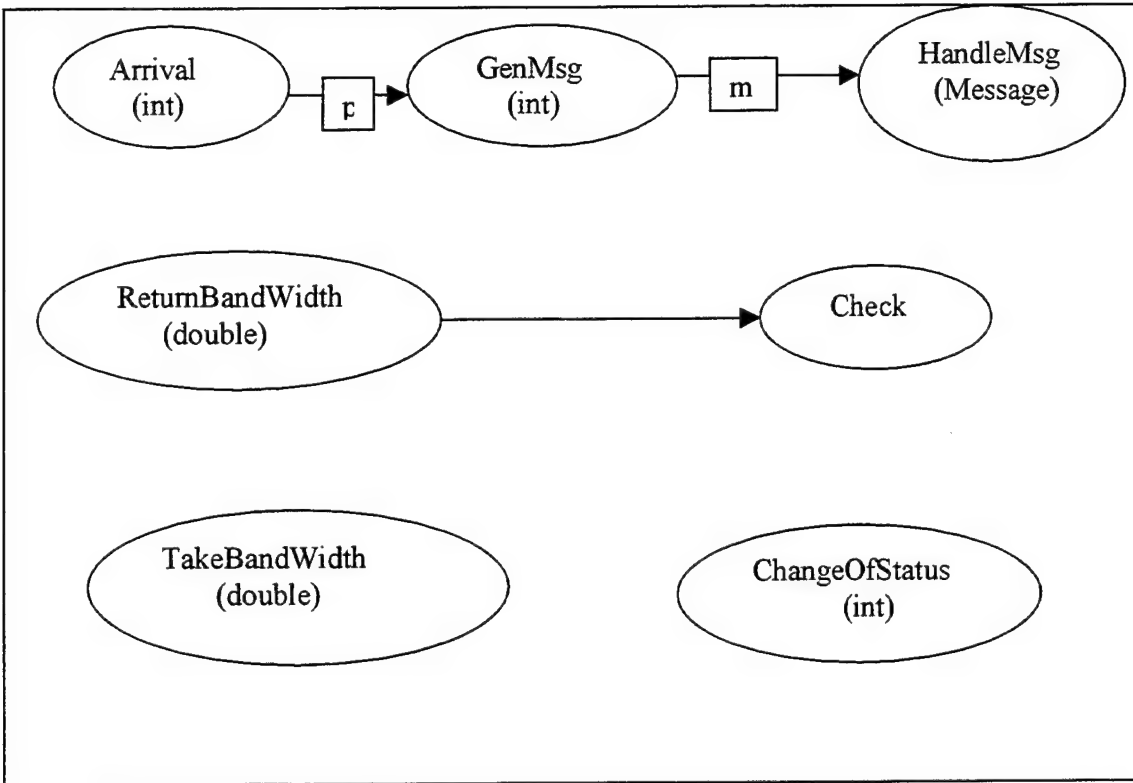 Arrival
(int)
p
GenMsg
(int)
m
HandleMsg
(Message)
ReturnBandWidth
(double)
Check
TakeBandWidth
(double)
ChangeOfStatus
(int)